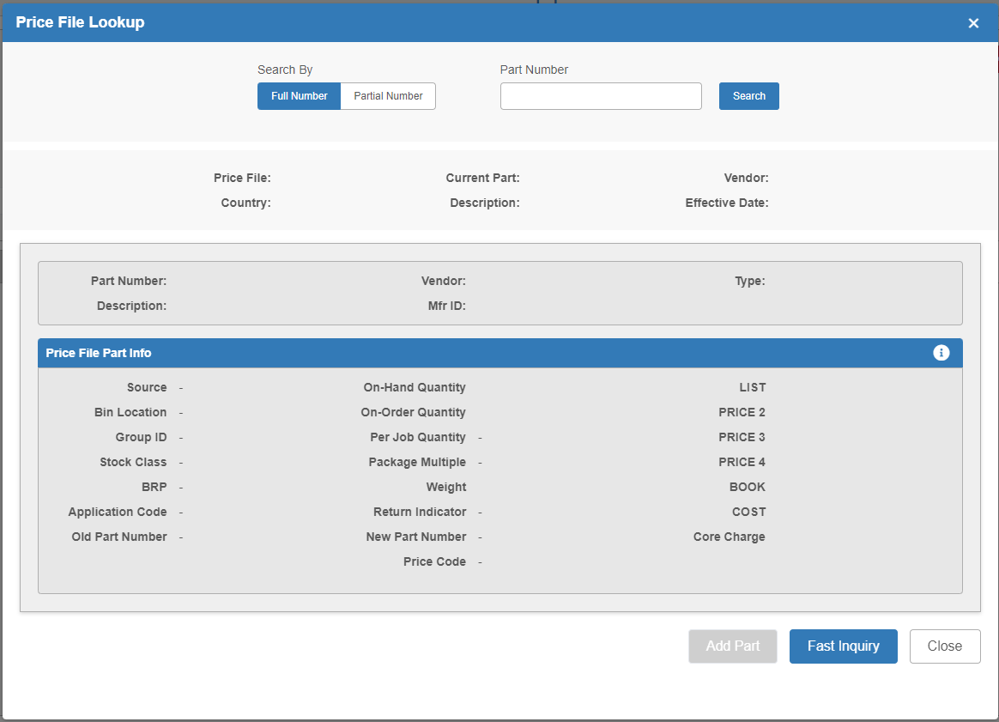 Price File Lookup
Search By Part Number
Full Number Partial Number Search
Price File: Current Part: Vendor:
Country: Description: Effective Date:
Part Number: Vendor: Type:
Description: Mfr ID:
Price File Part Info
Source - On-Hand Quantity LIST
Bin Location - On-Order Quantity PRICE 2
Group ID - Per Job Quantity - PRICE 3
Stock Class - Package Multiple - PRICE 4
BRP - Weight BOOK
Application Code - Return Indicator - COST
Old Part Number - New Part Number - Core Charge
Price Code -
Add Part Fast Inquiry Close